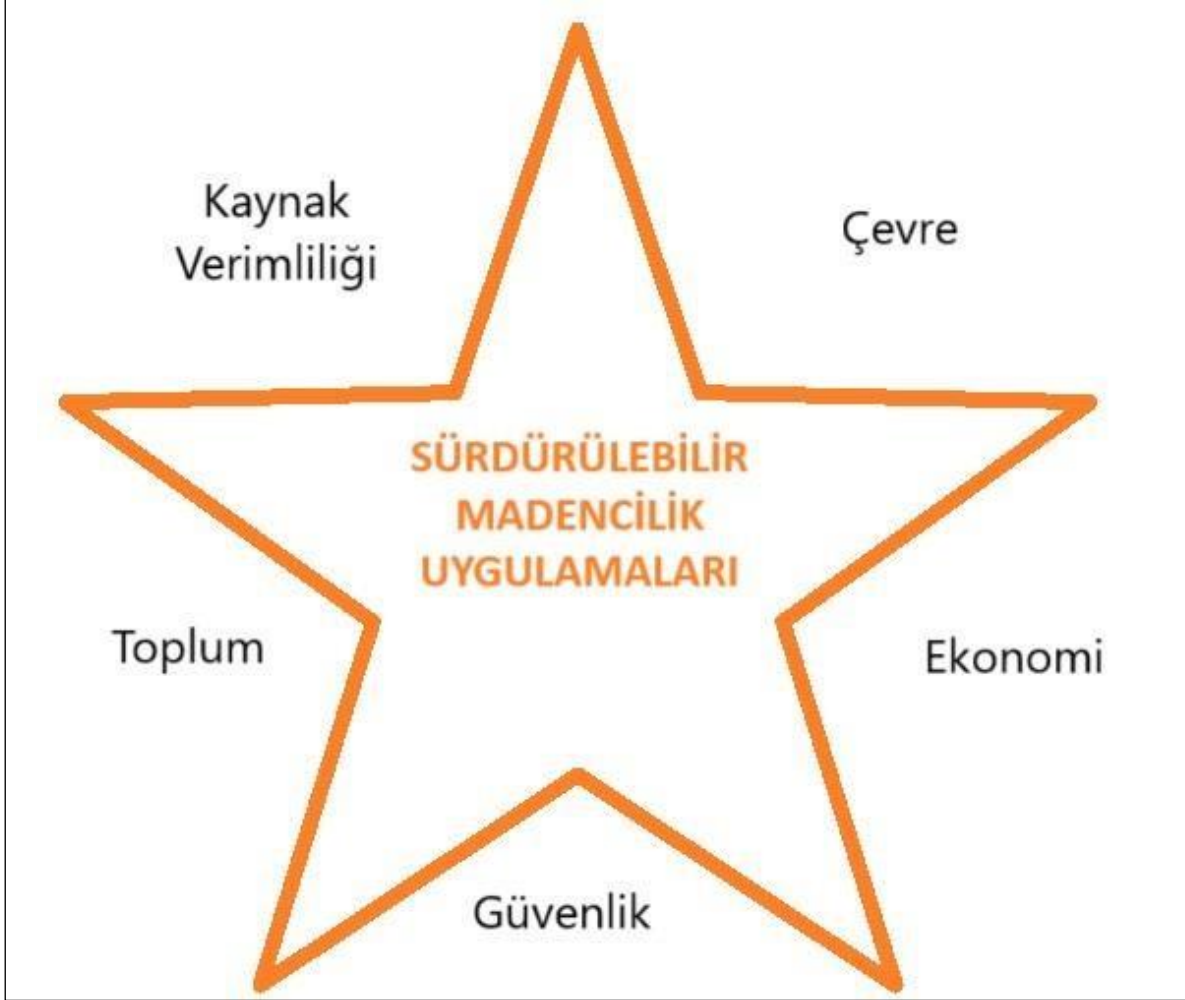 Kaynak
Verimliliği
Çevre
SÜRDÜRÜLEBİLİR
MADENCİLİK
UYGULAMALARI
Toplum
Ekonomi
Güvenlik